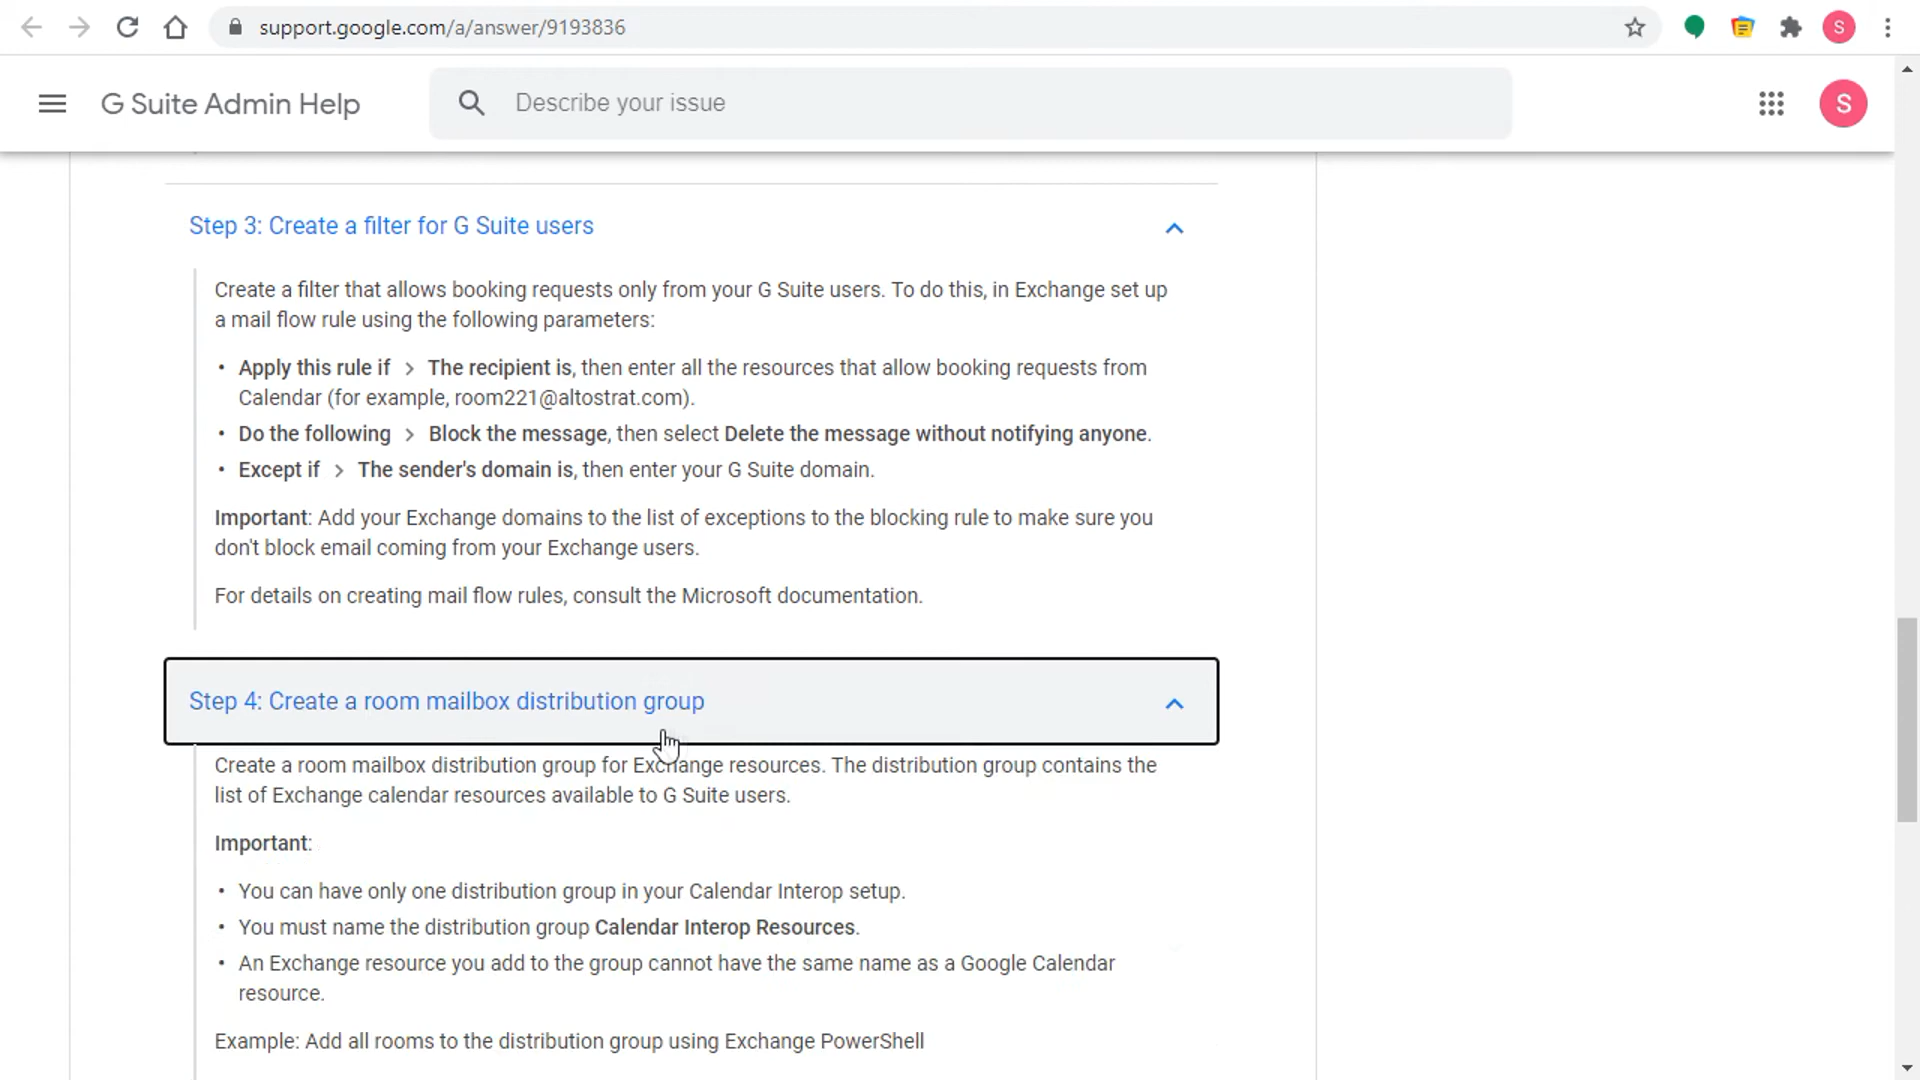 support.google.com/a/answer/9193836
S
G Suite Admin Help
Describe your issue
S
Step 3: Create a filter for G Suite users
Create a filter that allows booking requests only from your G Suite users. To do this, in Exchange set up
a mail flow rule using the following parameters:
• Apply this rule if > The recipient is, then enter all the resources that allow booking requests from
Calendar (for example, room221@altostrat.com).
• Do the following > Block the message, then select Delete the message without notifying anyone.
• Except if > The sender's domain is, then enter your G Suite domain.
Important: Add your Exchange domains to the list of exceptions to the blocking rule to make sure you
don't block email coming from your Exchange users.
For details on creating mail flow rules, consult the Microsoft documentation.
Step 4: Create a room mailbox distribution group
Create a room mailbox distribution group for Exchange resources. The distribution group contains the
list of Exchange calendar resources available to G Suite users.
Important:
• You can have only one distribution group in your Calendar Interop setup.
• You must name the distribution group Calendar Interop Resources.
• An Exchange resource you add to the group cannot have the same name as a Google Calendar
resource.
Example: Add all rooms to the distribution group using Exchange PowerShell